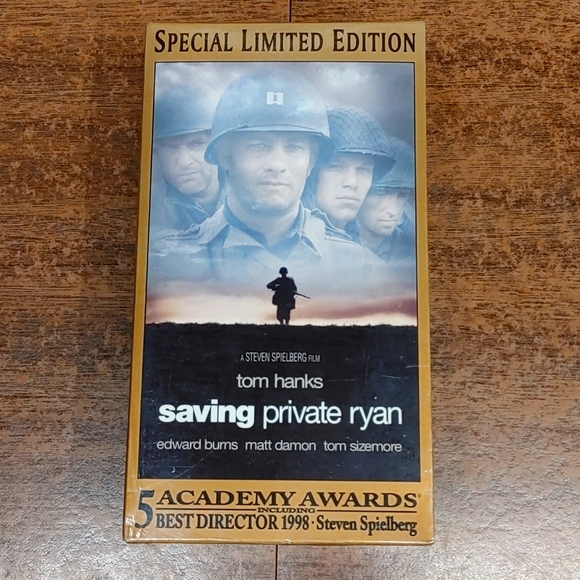 SPECIAL LIMITED EDITION
A STEVEN SPIELBERG FILM
tom hanks
saving private ryan
edward burns matt damon tom sizemore
5 ACADEMY AWARDS®
INCLUDING
BEST DIRECTOR 1998 · Steven Spielberg